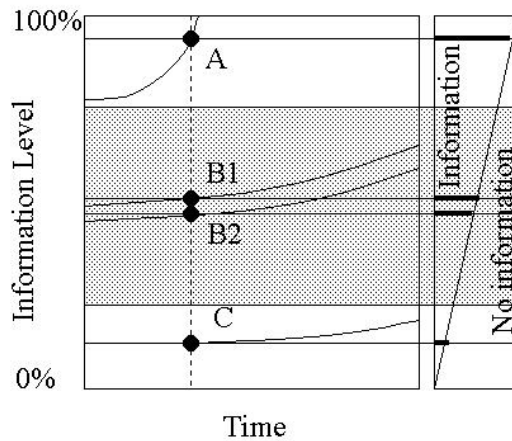 100%
A
Information
Information Level
B1
B2
No information
C
0%
Time